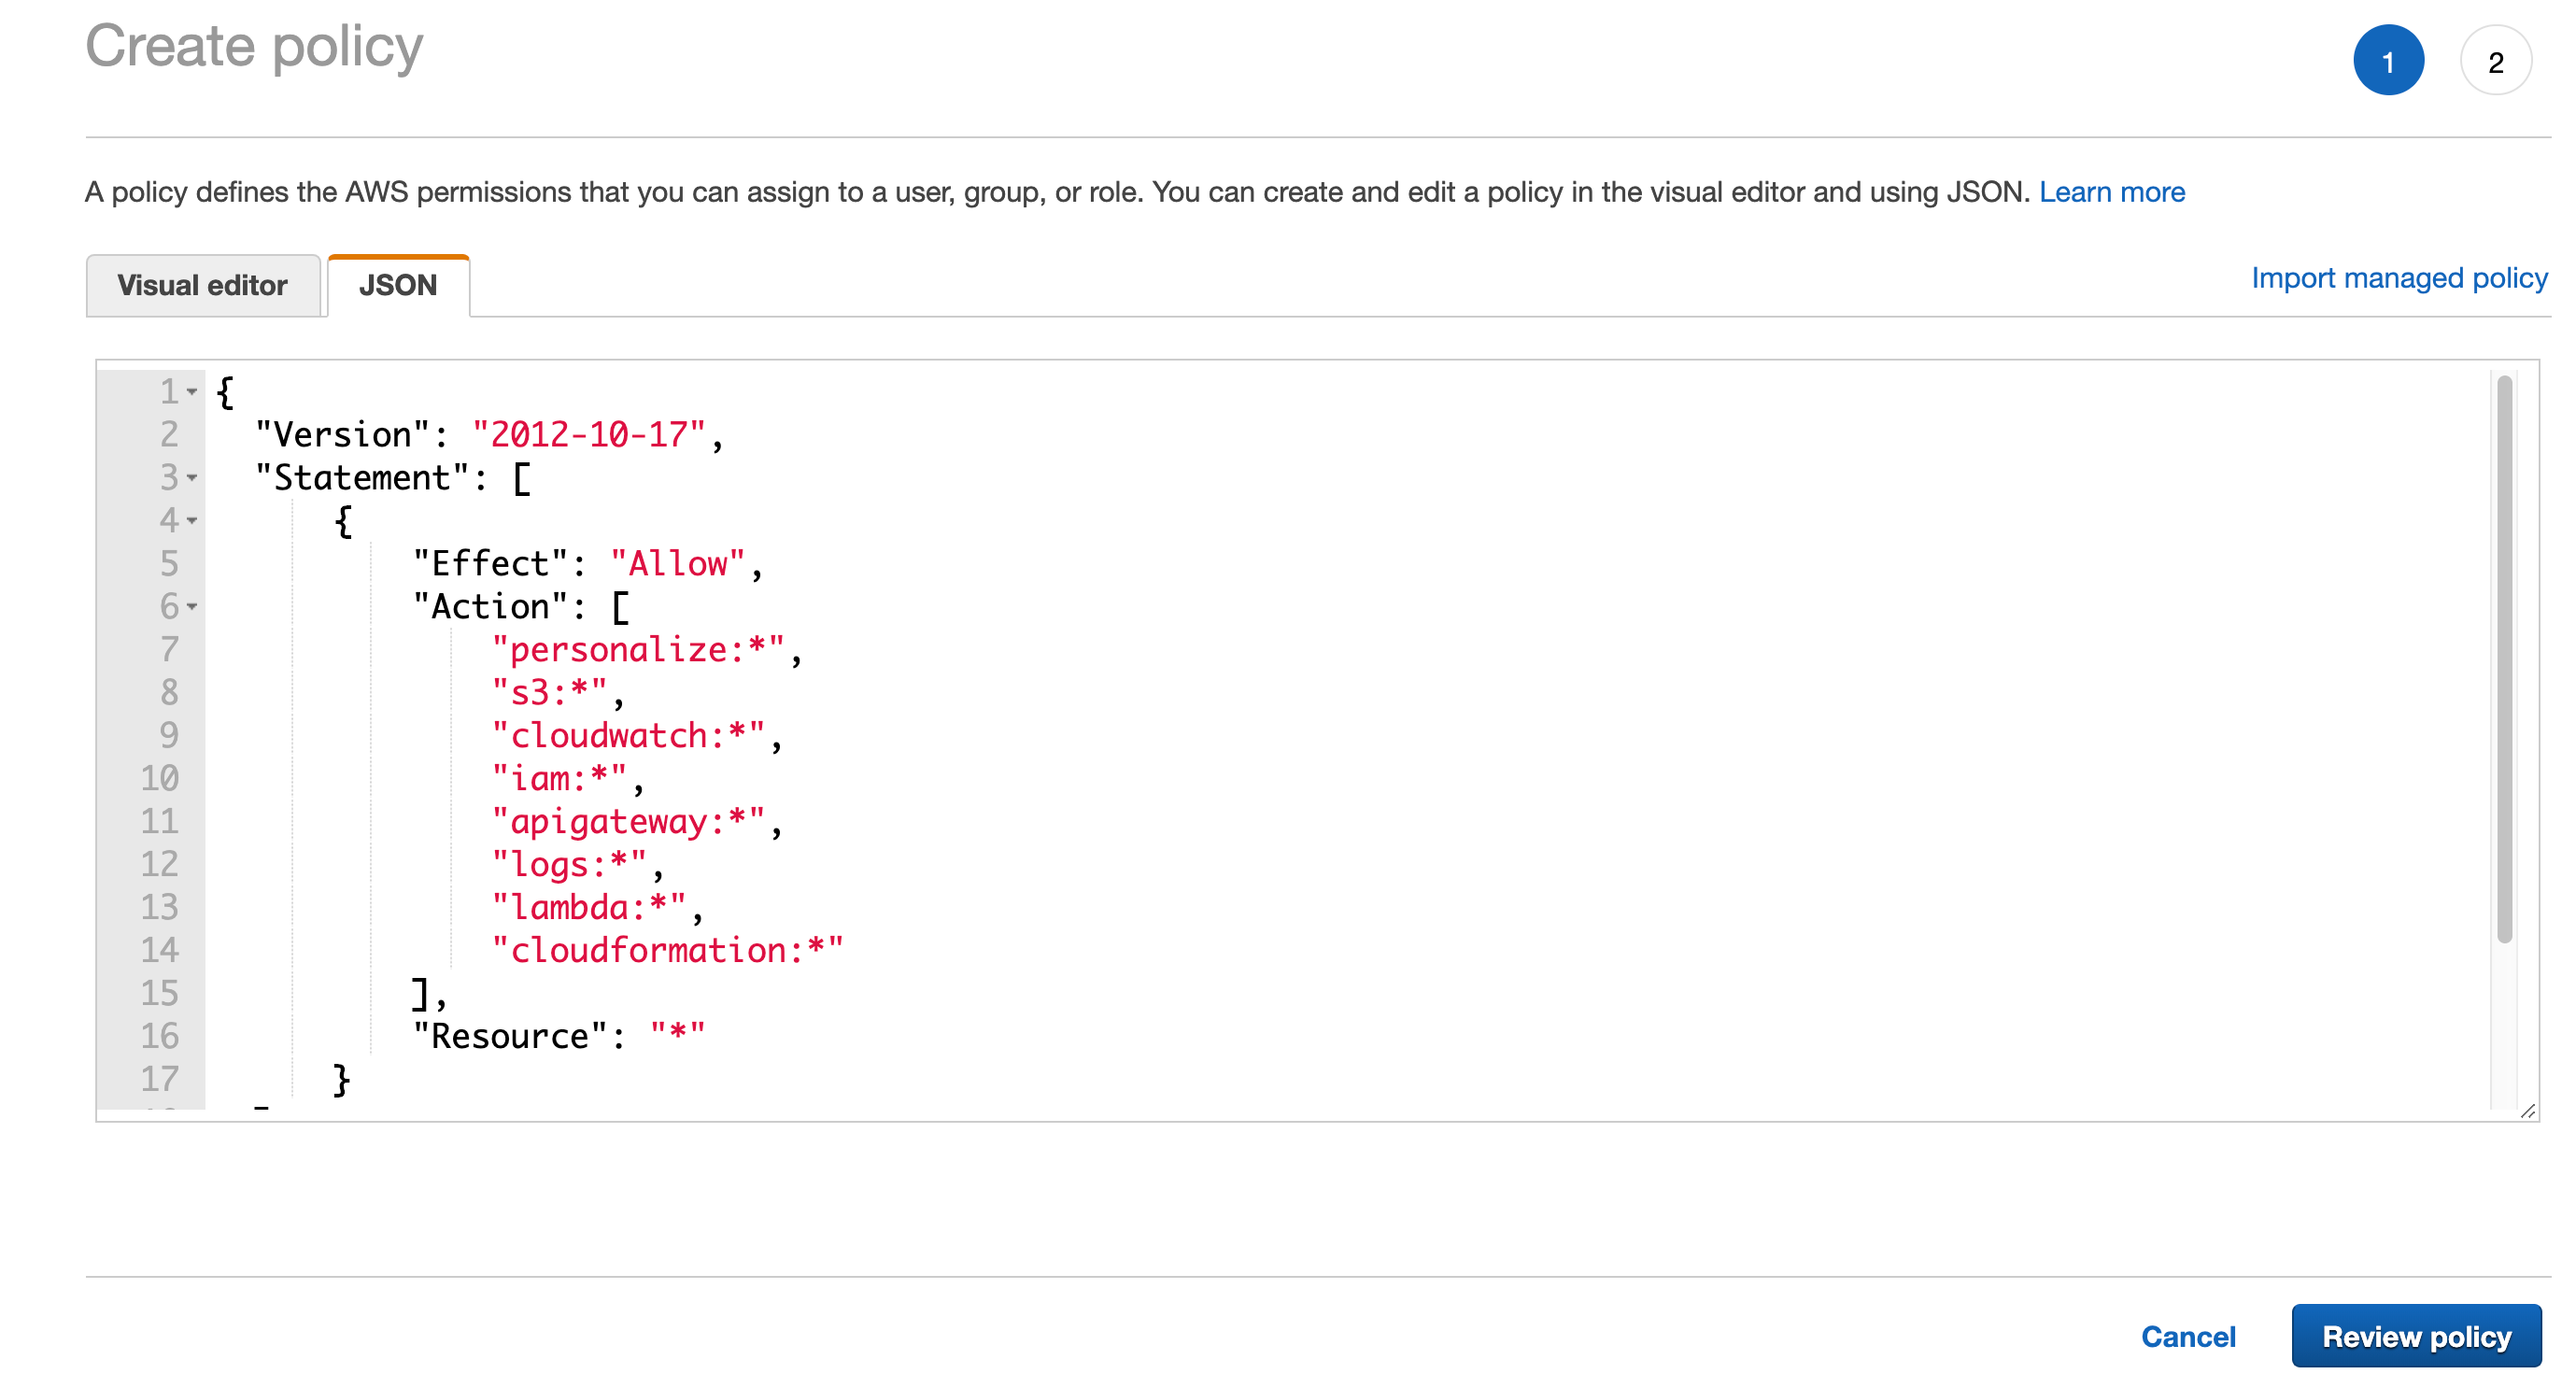 Create policy
1 2
A policy defines the AWS permissions that you can assign to a user, group, or role. You can create and edit a policy in the visual editor and using JSON. Learn more
Visual editor JSON Import managed policy
1 {
2 "Version": "2012-10-17",
3 "Statement": [
4 {
5 "Effect": "Allow",
6 "Action": [
7 "personalize:*",
8 "s3:*",
9 "cloudwatch:*",
10 "iam:*",
11 "apigateway:*",
12 "logs:*",
13 "lambda:*",
14 "cloudformation:*"
15 ],
16 "Resource": "*"
17 }
Cancel Review policy